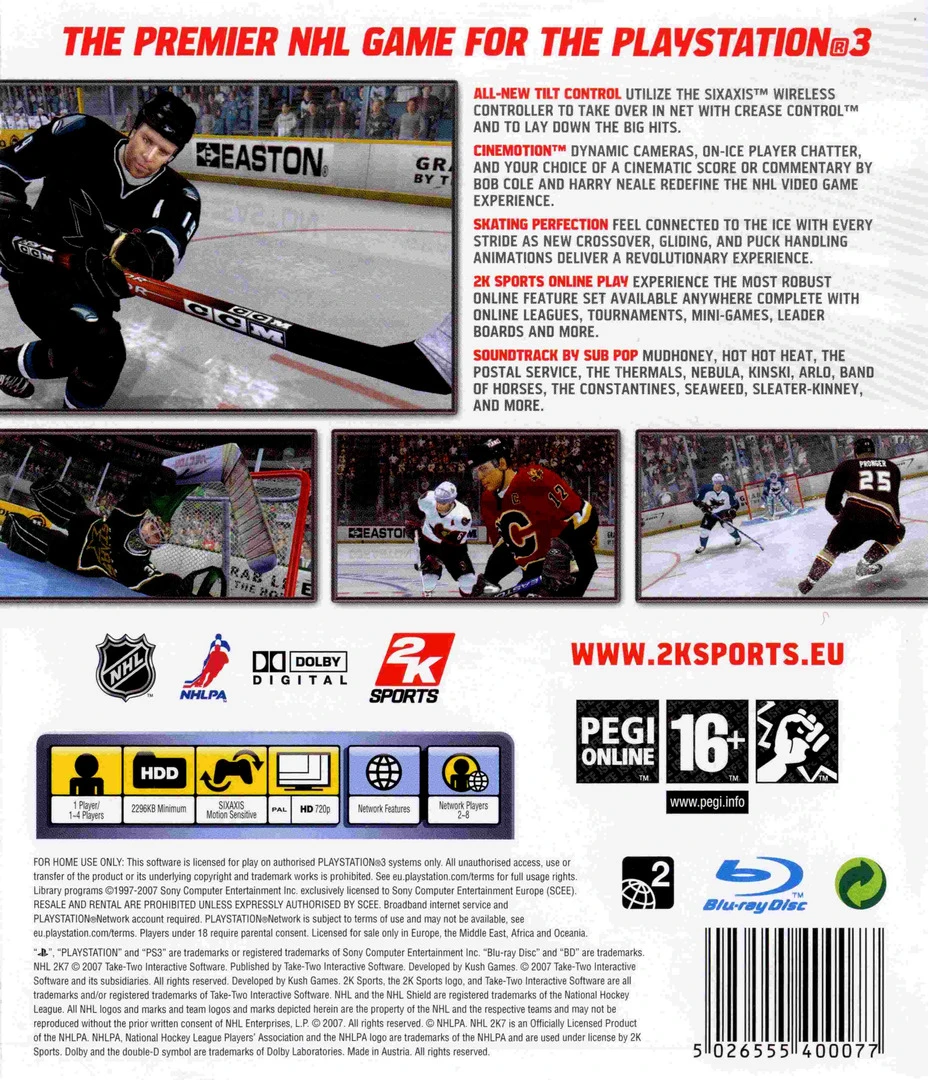 THE PREMIER NHL GAME FOR THE PLAYSTATION®3
ALL-NEW TILT CONTROL UTILIZE THE SIXAXIS™ WIRELESS
CONTROLLER TO TAKE OVER IN NET WITH CREASE CONTROL™
AND TO LAY DOWN THE BIG HITS.
CINEMOTION™ DYNAMIC CAMERAS, ON-ICE PLAYER CHATTER,
AND YOUR CHOICE OF A CINEMATIC SCORE OR COMMENTARY BY
BOB COLE AND HARRY NEALE REDEFINE THE NHL VIDEO GAME
EXPERIENCE.
SKATING PERFECTION FEEL CONNECTED TO THE ICE WITH EVERY
STRIDE AS NEW CROSSOVER, GLIDING, AND PUCK HANDLING
ANIMATIONS DELIVER A REVOLUTIONARY EXPERIENCE.
2K SPORTS ONLINE PLAY EXPERIENCE THE MOST ROBUST
ONLINE FEATURE SET AVAILABLE ANYWHERE COMPLETE WITH
ONLINE LEAGUES, TOURNAMENTS, MINI-GAMES, LEADER
BOARDS AND MORE.
SOUNDTRACK BY SUB POP MUDHONEY, HOT HOT HEAT, THE
POSTAL SERVICE, THE THERMALS, NEBULA, KINSKI, ARLO, BAND
OF HORSES, THE CONSTANTINES, SEAWEED, SLEATER-KINNEY,
AND MORE.
EASTON
GR
BY T
A
19
CCM
CCM
CCM
EASTON
C
12
PRONGER
25
NHL
NHLPA
DOLBY
DIGITAL
2K
SPORTS
WWW.2KSPORTS.EU
PEGI
ONLINE
™
16+
™
™
www.pegi.info
HDD
1 Player/
1-4 Players
2296KB Minimum
SIXAXIS
Motion Sensitive
PAL
HD 720p
Network Features
Network Players
2-8
FOR HOME USE ONLY: This software is licensed for play on authorised PLAYSTATION®3 systems only. All unauthorised access, use or
transfer of the product or its underlying copyright and trademark works is prohibited. See eu.playstation.com/terms for full usage rights.
Library programs ©1997-2007 Sony Computer Entertainment Inc. exclusively licensed to Sony Computer Entertainment Europe (SCEE).
RESALE AND RENTAL ARE PROHIBITED UNLESS EXPRESSLY AUTHORISED BY SCEE. Broadband internet service and
PLAYSTATION®Network account required. PLAYSTATION®Network is subject to terms of use and may not be available, see
eu.playstation.com/terms. Players under 18 require parental consent. Licensed for sale only in Europe, the Middle East, Africa and Oceania.
2
Blu-ray Disc
™
“ ”, “PLAYSTATION” and “PS3” are trademarks or registered trademarks of Sony Computer Entertainment Inc. “Blu-ray Disc” and “BD” are trademarks.
NHL 2K7 © 2007 Take-Two Interactive Software. Published by Take-Two Interactive Software. Developed by Kush Games. © 2007 Take-Two Interactive
Software and its subsidiaries. All rights reserved. Developed by Kush Games. 2K Sports, the 2K Sports logo, and Take-Two Interactive Software are all
trademarks and/or registered trademarks of Take-Two Interactive Software. NHL and the NHL Shield are registered trademarks of the National Hockey
League. All NHL logos and marks and team logos and marks depicted herein are the property of the NHL and the respective teams and may not be
reproduced without the prior written consent of NHL Enterprises, L.P. © 2007. All rights reserved. © NHLPA. NHL 2K7 is an Officially Licensed Product
of the NHLPA. NHLPA, National Hockey League Players’ Association and the NHLPA logo are trademarks of the NHLPA and are used under license by 2K
Sports. Dolby and the double-D symbol are trademarks of Dolby Laboratories. Made in Austria. All rights reserved.
5 026555 400077